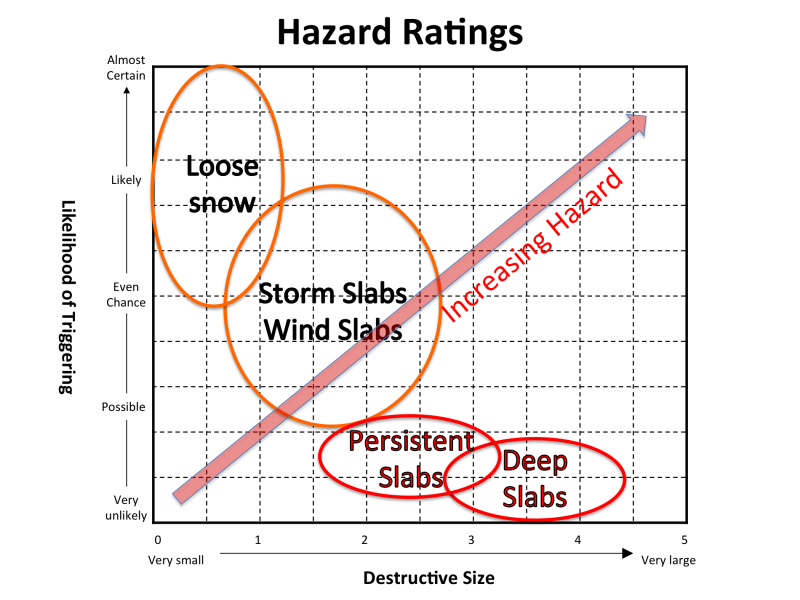 Hazard Ratings
Almost
Certain
Likely
Even
Chance
Possible
Very
unlikely
Likelihood of Triggering
Loose
snow
Storm Slabs
Wind Slabs
Increasing Hazard
Persistent
Slabs
Deep
Slabs
0 1 2 3 4 5
Very small
Very large
Destructive Size